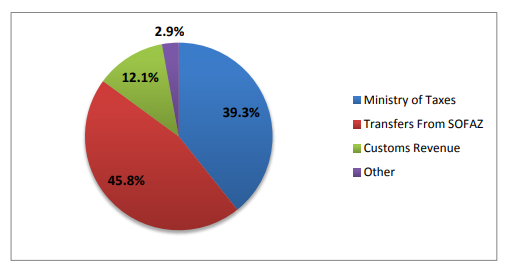 2.9%
12.1%
39.3%
45.8%
Ministry of Taxes
Transfers From SOFAZ
Customs Revenue
Other